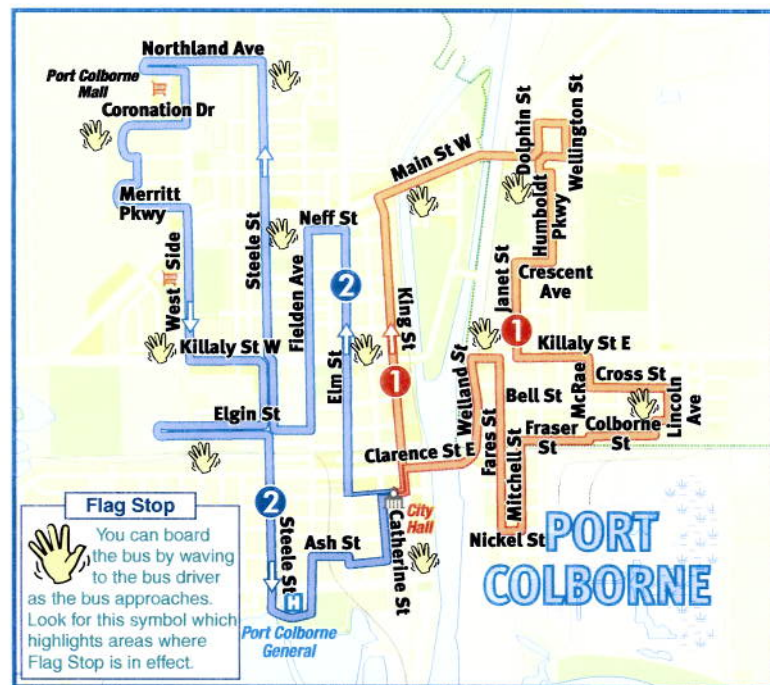 Northland Ave
Port Colborne
Mall
Coronation Dr
Merritt
Pkwy
West Side
Steele St
Killaly St W
Elgin St
Fielden Ave
Neff St
2
Elm St
Main St W
King St
1
Dolphin St
Wellington St
Humboldt
Pkwy
Janet St
Crescent
Ave
1
Killaly St E
McRae
Cross St
Lincoln
Ave
Bell St
Fraser
St
Colborne
St
Welland St
Fares St
Mitchell St
Nickel St
Clarence St E
City
Hall
Catherine St
Ash St
2
Steele St
H
Port Colborne
General
PORT
COLBORNE
Flag Stop
You can board
the bus by waving
to the bus driver
as the bus approaches.
Look for this symbol which
highlights areas where
Flag Stop is in effect.